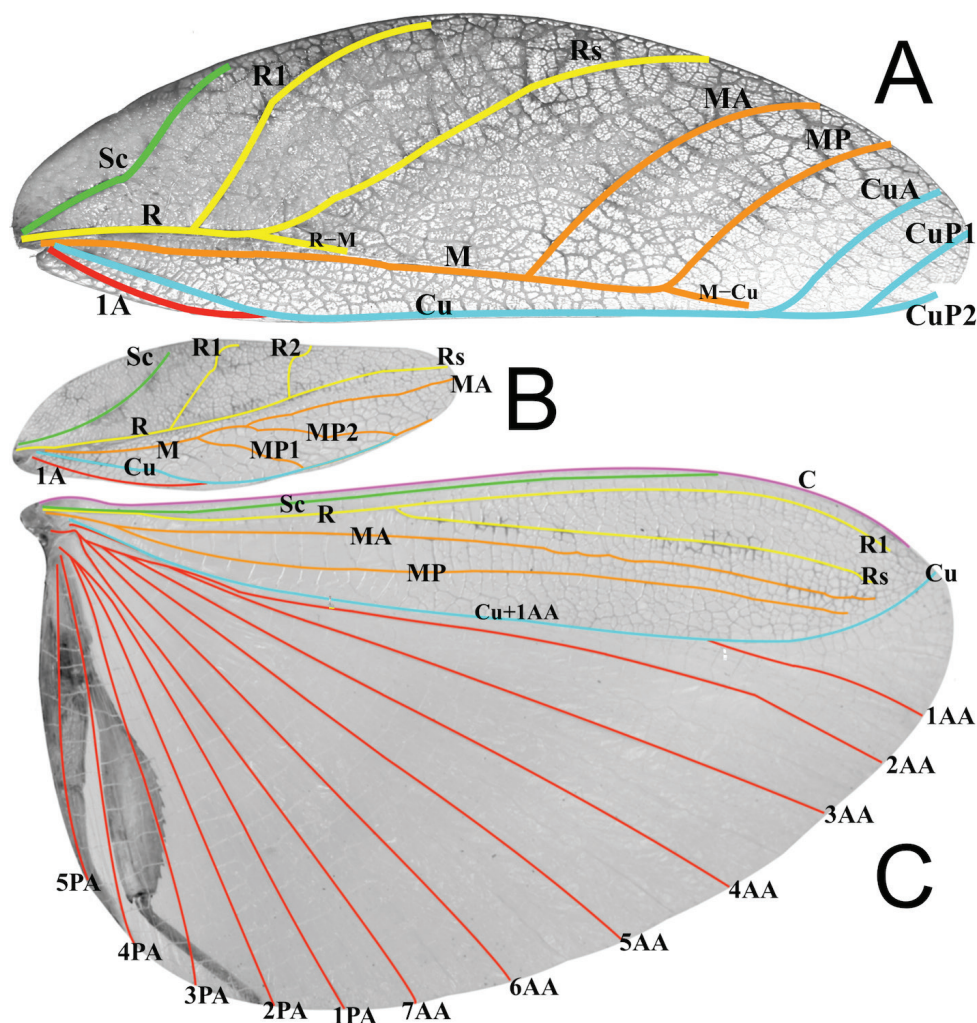 A
Sc
R1
Rs
MA
MP
CuA
CuP1
CuP2
R
R–M
M
M–Cu
Cu
1A
B
Sc
R1
R2
Rs
MA
R
M
MP1
MP2
Cu
1A
C
Sc
R
C
MA
R1
Rs
MP
Cu
Cu+1AA
1AA
2AA
3AA
4AA
5AA
6AA
7AA
1PA
2PA
3PA
4PA
5PA
C